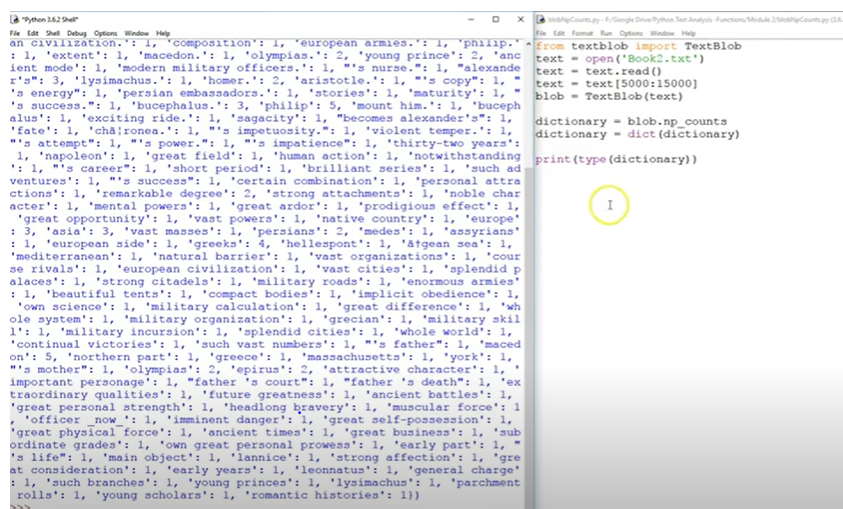 *Python 3.6.2 Shell*
File Edit Shell Debug Options Window Help
an civilization.': 1, 'composition': 1, 'european armies.': 1, 'philip.'
: 1, 'extent': 1, 'macedon.': 1, 'olympias.': 2, 'young prince': 2, 'anc
ient mode': 1, 'modern military officers.': 1, "'s nurse.": 1, "alexande
r's": 3, 'lysimachus.': 1, 'homer.': 2, 'aristotle.': 1, "'s copy": 1, "
's energy": 1, 'persian embassadors.': 1, 'stories': 1, 'maturity': 1, "
's success.": 1, 'bucephalus.': 3, 'philip': 5, 'mount him.': 1, 'buceph
alus': 1, 'exciting ride.': 1, 'sagacity': 1, "becomes alexander's": 1,
'fate': 1, 'chã¦ronea.': 1, "'s impetuosity.": 1, 'violent temper.': 1,
"'s attempt": 1, "'s power.": 1, "'s impatience": 1, 'thirty-two years':
1, 'napoleon': 1, 'great field': 1, 'human action': 1, 'notwithstanding
': 1, "'s career": 1, 'short period': 1, 'brilliant series': 1, 'such ad
ventures': 1, "'s success": 1, 'certain combination': 1, 'personal attra
ctions': 1, 'remarkable degree': 2, 'strong attachments': 1, 'noble char
acter': 1, 'mental powers': 1, 'great ardor': 1, 'prodigious effect': 1,
'great opportunity': 1, 'vast powers': 1, 'native country': 1, 'europe'
: 3, 'asia': 3, 'vast masses': 1, 'persians': 2, 'medes': 1, 'assyrians'
: 1, 'european side': 1, 'greeks': 4, 'hellespont': 1, 'ã†gean sea': 1,
'mediterranean': 1, 'natural barrier': 1, 'vast organizations': 1, 'cour
se rivals': 1, 'european civilization': 1, 'vast cities': 1, 'splendid p
alaces': 1, 'strong citadels': 1, 'military roads': 1, 'enormous armies'
: 1, 'beautiful tents': 1, 'compact bodies': 1, 'implicit obedience': 1,
'own science': 1, 'military calculation': 1, 'great difference': 1, 'wh
ole system': 1, 'military organization': 1, 'grecian': 1, 'military skil
l': 1, 'military incursion': 1, 'splendid cities': 1, 'whole world': 1,
'continual victories': 1, 'such vast numbers': 1, "'s father": 1, 'maced
on': 5, 'northern part': 1, 'greece': 1, 'massachusetts': 1, 'york': 1,
"'s mother": 1, 'olympias': 2, 'epirus': 2, 'attractive character': 1, '
important personage': 1, "father 's court": 1, "father 's death": 1, 'ex
traordinary qualities': 1, 'future greatness': 1, 'ancient battles': 1,
'great personal strength': 1, 'headlong bravery': 1, 'muscular force': 1
, 'officer _now_': 1, 'imminent danger': 1, 'great self-possession': 1,
'great physical force': 1, 'ancient times': 1, 'great business': 1, 'sub
ordinate grades': 1, 'own great personal prowess': 1, 'early part': 1, "
's life": 1, 'main object': 1, 'lannice': 1, 'strong affection': 1, 'gre
at consideration': 1, 'early years': 1, 'leonnatus': 1, 'general charge'
: 1, 'such branches': 1, 'young princes': 1, 'lysimachus': 1, 'parchment
rolls': 1, 'young scholars': 1, 'romantic histories': 1})
>>>
blobNpCounts.py - F:/Google Drive/Python Text Analysis -Functions/Module 2/blobNpCounts.py (3.6.
File Edit Format Run Options Window Help
from textblob import TextBlob
text = open('Book2.txt')
text = text.read()
text = text[5000:15000]
blob = TextBlob(text)
dictionary = blob.np_counts
dictionary = dict(dictionary)
print(type(dictionary))